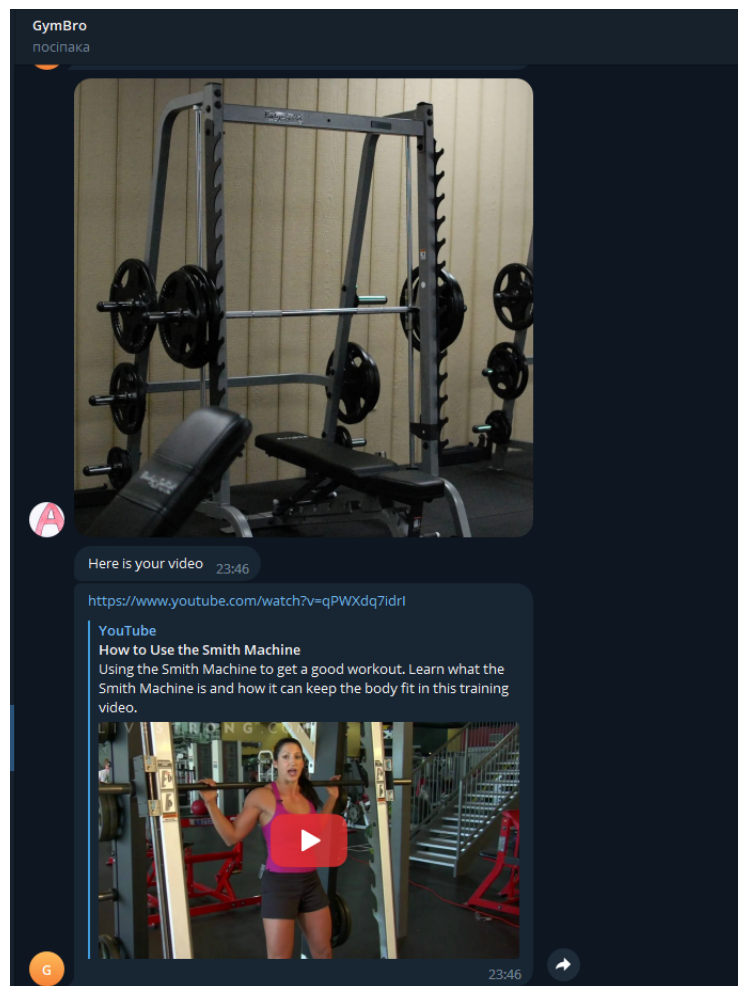 GymBro
посіпака
Here is your video 23:46
https://www.youtube.com/watch?v=qPWXdq7idrI
YouTube
How to Use the Smith Machine
Using the Smith Machine to get a good workout. Learn what the
Smith Machine is and how it can keep the body fit in this training
video.
LIVESTRONG.CO
G
23:46